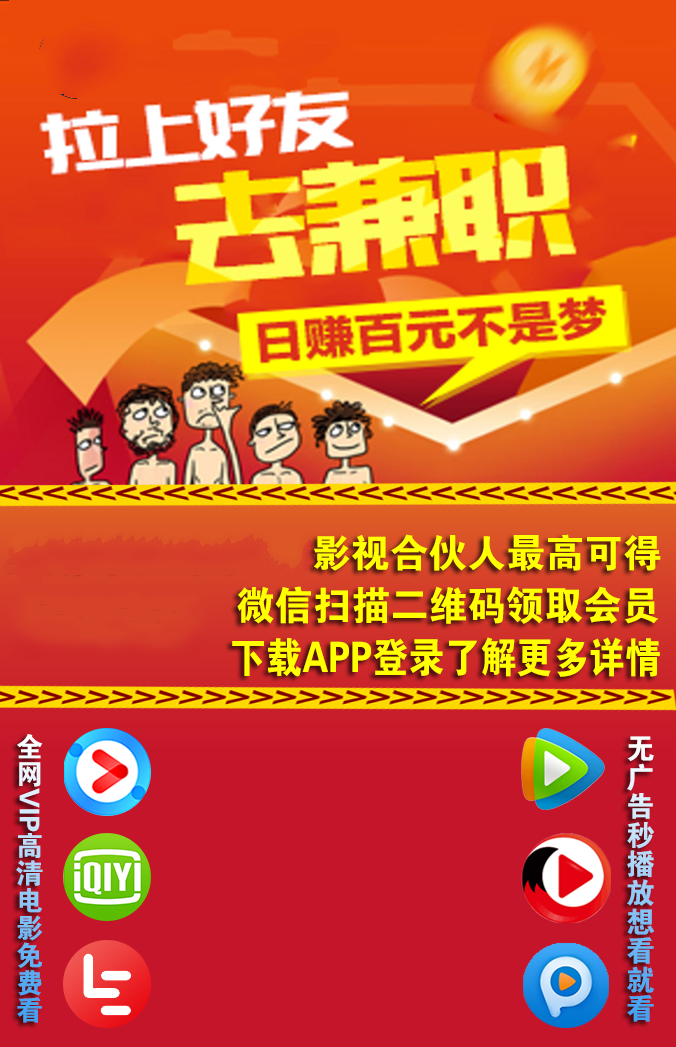 拉上好友
去兼职
日赚百元不是梦
影视合伙人最高可得
微信扫描二维码领取会员
下载APP登录了解更多详情
全网VIP高清电影免费看
iQIYI
无广告秒播放想看就看